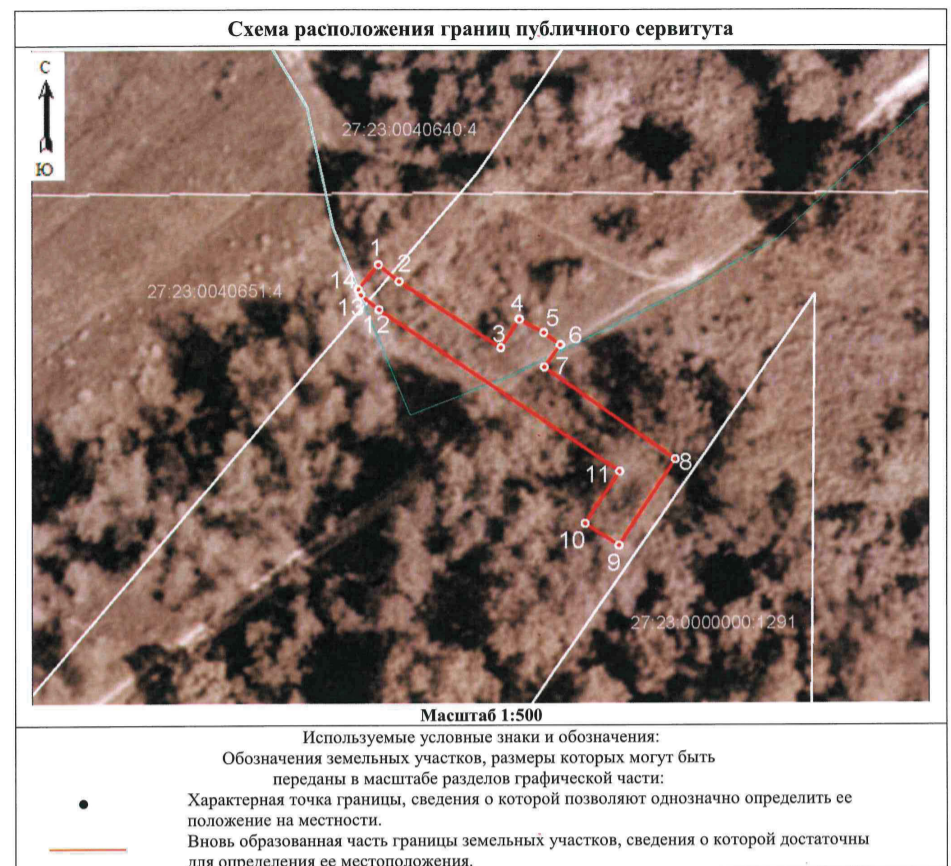 Схема расположения границ публичного сервитута
С
Ю
27:23:0040640:4
27:23:0040651:4
1
2
14
13
12
3
4
5
6
7
8
11
10
9
27:23:0000000:1291
Масштаб 1:500
Используемые условные знаки и обозначения:
Обозначения земельных участков, размеры которых могут быть
переданы в масштабе разделов графической части:
Характерная точка границы, сведения о которой позволяют однозначно определить ее
положение на местности.
Вновь образованная часть границы земельных участков, сведения о которой достаточны
для определения ее местоположения.